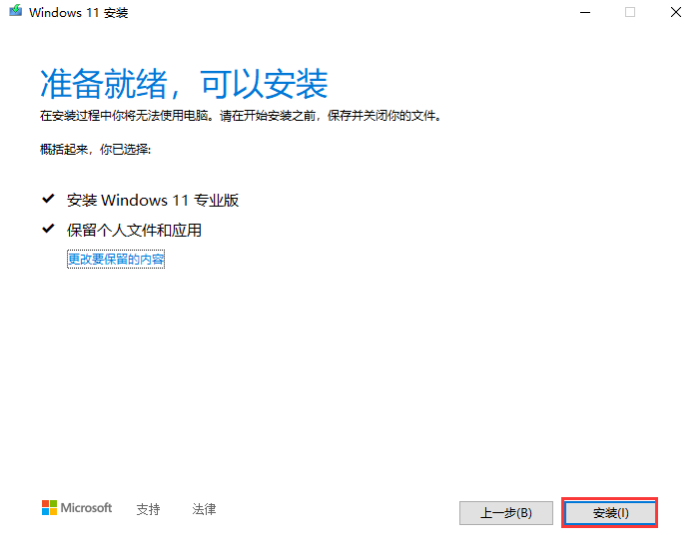 Windows 11 安装
准备就绪，可以安装
在安装过程中你将无法使用电脑。请在开始安装之前，保存并关闭你的文件。
概括起来，你已选择:
安装 Windows 11 专业版
保留个人文件和应用
更改要保留的内容
Microsoft 支持 法律 上一步(B) 安装(I)